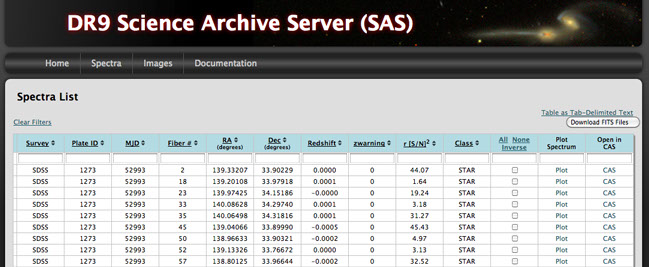 DR9 Science Archive Server (SAS)
Home Spectra Images Documentation
Spectra List
Table as Tab-Delimited Text
Clear Filters Download FITS Files
Survey Plate ID MJD Fiber # RA (degrees) Dec (degrees) Redshift zwarning r [S/N]² Class All None Inverse Plot Spectrum Open in CAS
SDSS 1273 52993 2 139.33207 33.90229 0.0000 0 44.07 STAR Plot CAS
SDSS 1273 52993 18 139.20108 33.97918 0.0001 0 1.64 STAR Plot CAS
SDSS 1273 52993 23 139.97425 34.15186 -0.0000 0 19.24 STAR Plot CAS
SDSS 1273 52993 33 140.08628 34.29740 0.0001 0 3.18 STAR Plot CAS
SDSS 1273 52993 35 140.06498 34.31816 0.0001 0 31.27 STAR Plot CAS
SDSS 1273 52993 45 139.04066 33.89990 -0.0005 0 45.43 STAR Plot CAS
SDSS 1273 52993 50 138.96633 33.90321 -0.0002 0 4.97 STAR Plot CAS
SDSS 1273 52993 52 139.13326 33.76672 0.0000 0 3.13 STAR Plot CAS
SDSS 1273 52993 57 138.80125 33.96644 -0.0002 0 32.52 STAR Plot CAS